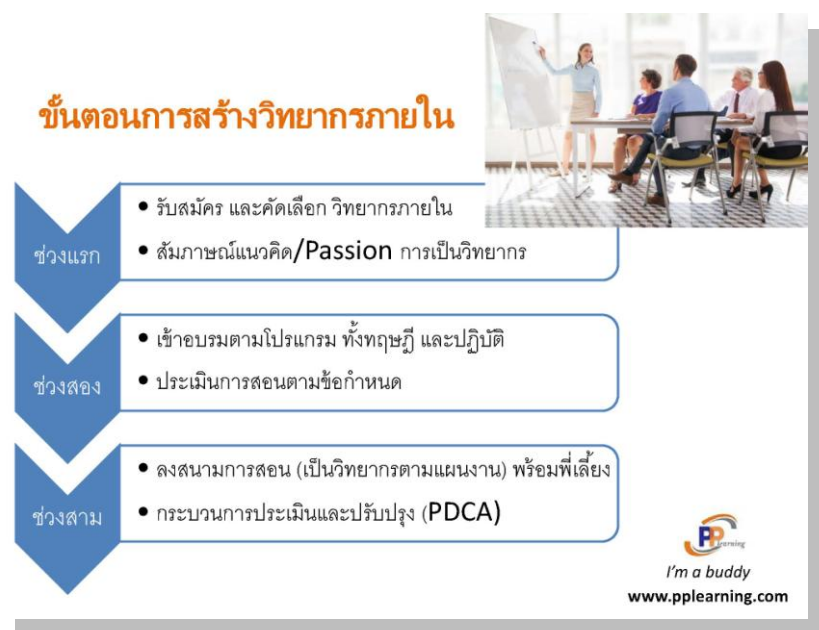 ขั้นตอนการสร้างวิทยากรภายใน
ช่วงแรก
• รับสมัคร และคัดเลือก วิทยากรภายใน
• สัมภาษณ์แนวคิด/Passion การเป็นวิทยากร
ช่วงสอง
• เข้าอบรมตามโปรแกรม ทั้งทฤษฎี และปฏิบัติ
• ประเมินการสอนตามข้อกำหนด
ช่วงสาม
• ลงสนามการสอน (เป็นวิทยากรตามแผนงาน) พร้อมพี่เลี้ยง
• กระบวนการประเมินและปรับปรุง (PDCA)
PPLearning
I'm a buddy
www.pplearning.com